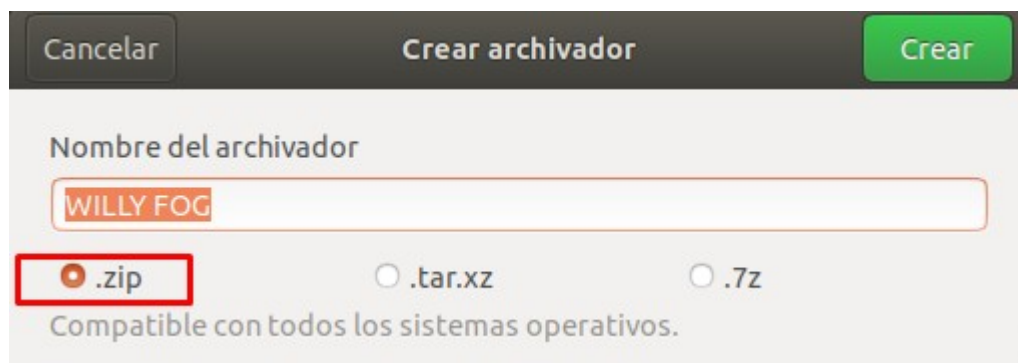 Cancelar Crear archivador Crear
Nombre del archivador
WILLY FOG
.zip .tar.xz .7z
Compatible con todos los sistemas operativos.